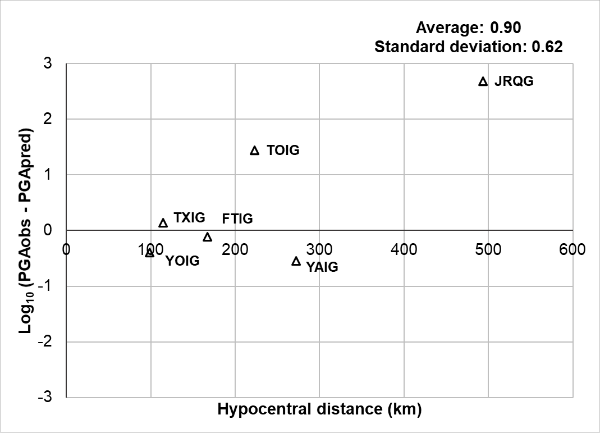 Average: 0.90
Standard deviation: 0.62
3
JRQG
2
TOIG
1
TXIG
FTIG
0
0
100
200
300
400
500
600
YOIG
YAIG
-1
-2
-3
Log10 (PGAobs - PGApred)
Hypocentral distance (km)